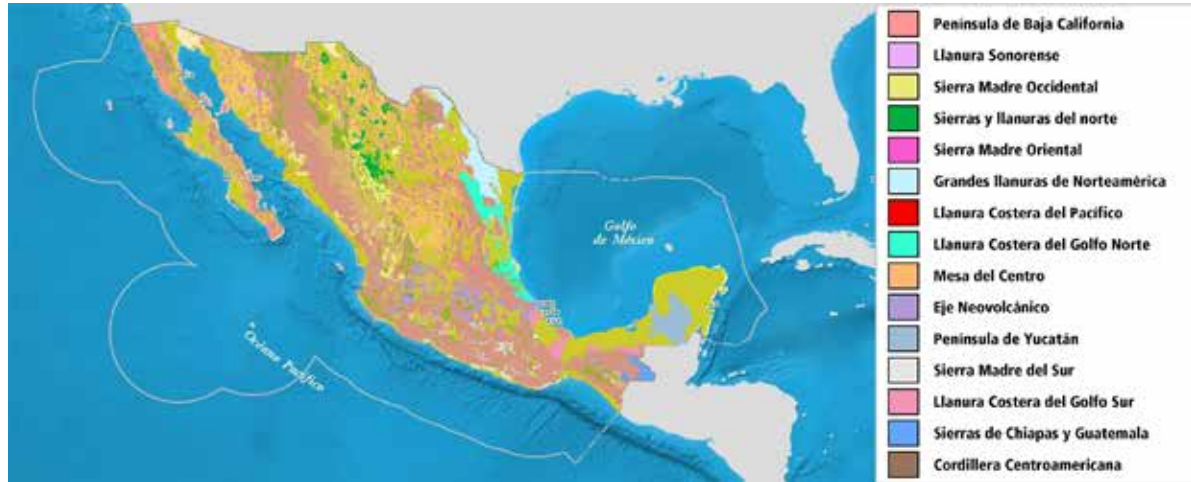 Golfo
de México
Océano Pacífico
Península de Baja California
Llanura Sonorense
Sierra Madre Occidental
Sierras y llanuras del norte
Sierra Madre Oriental
Grandes llanuras de Norteamérica
Llanura Costera del Pacífico
Llanura Costera del Golfo Norte
Mesa del Centro
Eje Neovolcánico
Península de Yucatán
Sierra Madre del Sur
Llanura Costera del Golfo Sur
Sierras de Chiapas y Guatemala
Cordillera Centroamericana